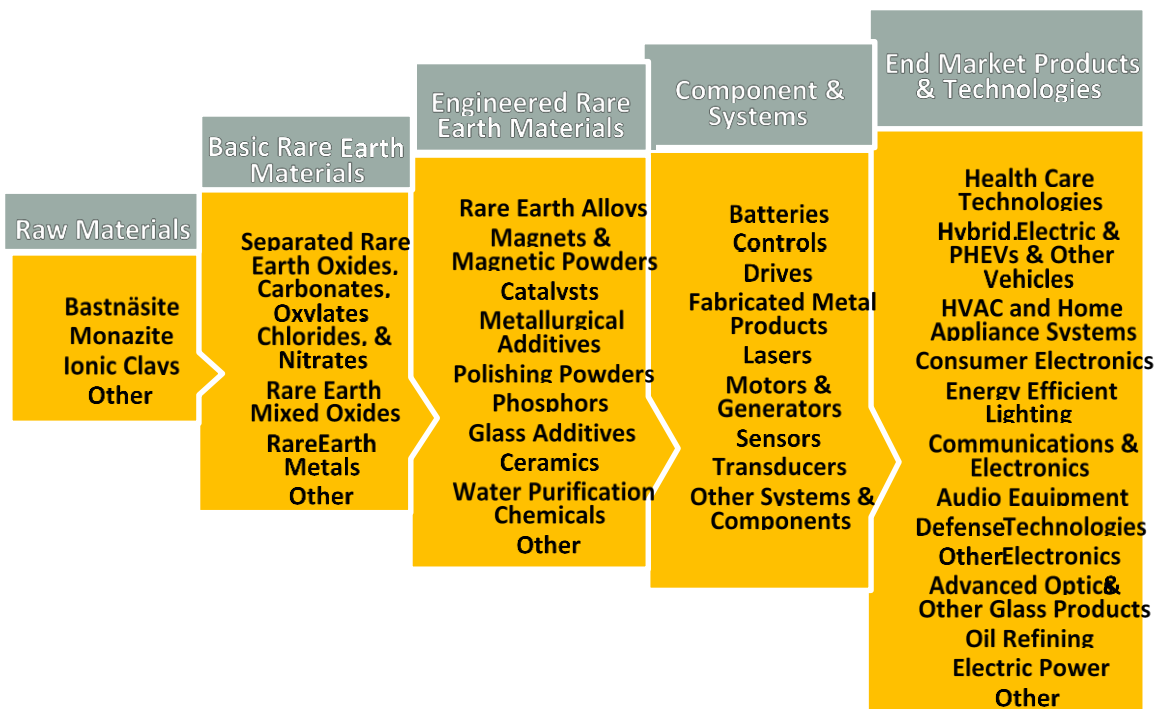 Raw Materials
Bastnäsite
Monazite
Ionic Clays
Other
Basic Rare Earth
Materials
Separated Rare
Earth Oxides,
Carbonates,
Oxylates
Chlorides, &
Nitrates
Rare Earth
Mixed Oxides
RareEarth
Metals
Other
Engineered Rare
Earth Materials
Rare Earth Alloys
Magnets &
Magnetic Powders
Catalysts
Metallurgical
Additives
Polishing Powders
Phosphors
Glass Additives
Ceramics
Water Purification
Chemicals
Other
Component &
Systems
Batteries
Controls
Drives
Fabricated Metal
Products
Lasers
Motors &
Generators
Sensors
Transducers
Other Systems &
Components
End Market Products
& Technologies
Health Care
Technologies
Hybrid,Electric &
PHEVs & Other
Vehicles
HVAC and Home
Appliance Systems
Consumer Electronics
Energy Efficient
Lighting
Communications &
Electronics
Audio Equipment
DefenseTechnologies
OtherElectronics
Advanced Optics&
Other Glass Products
Oil Refining
Electric Power
Other